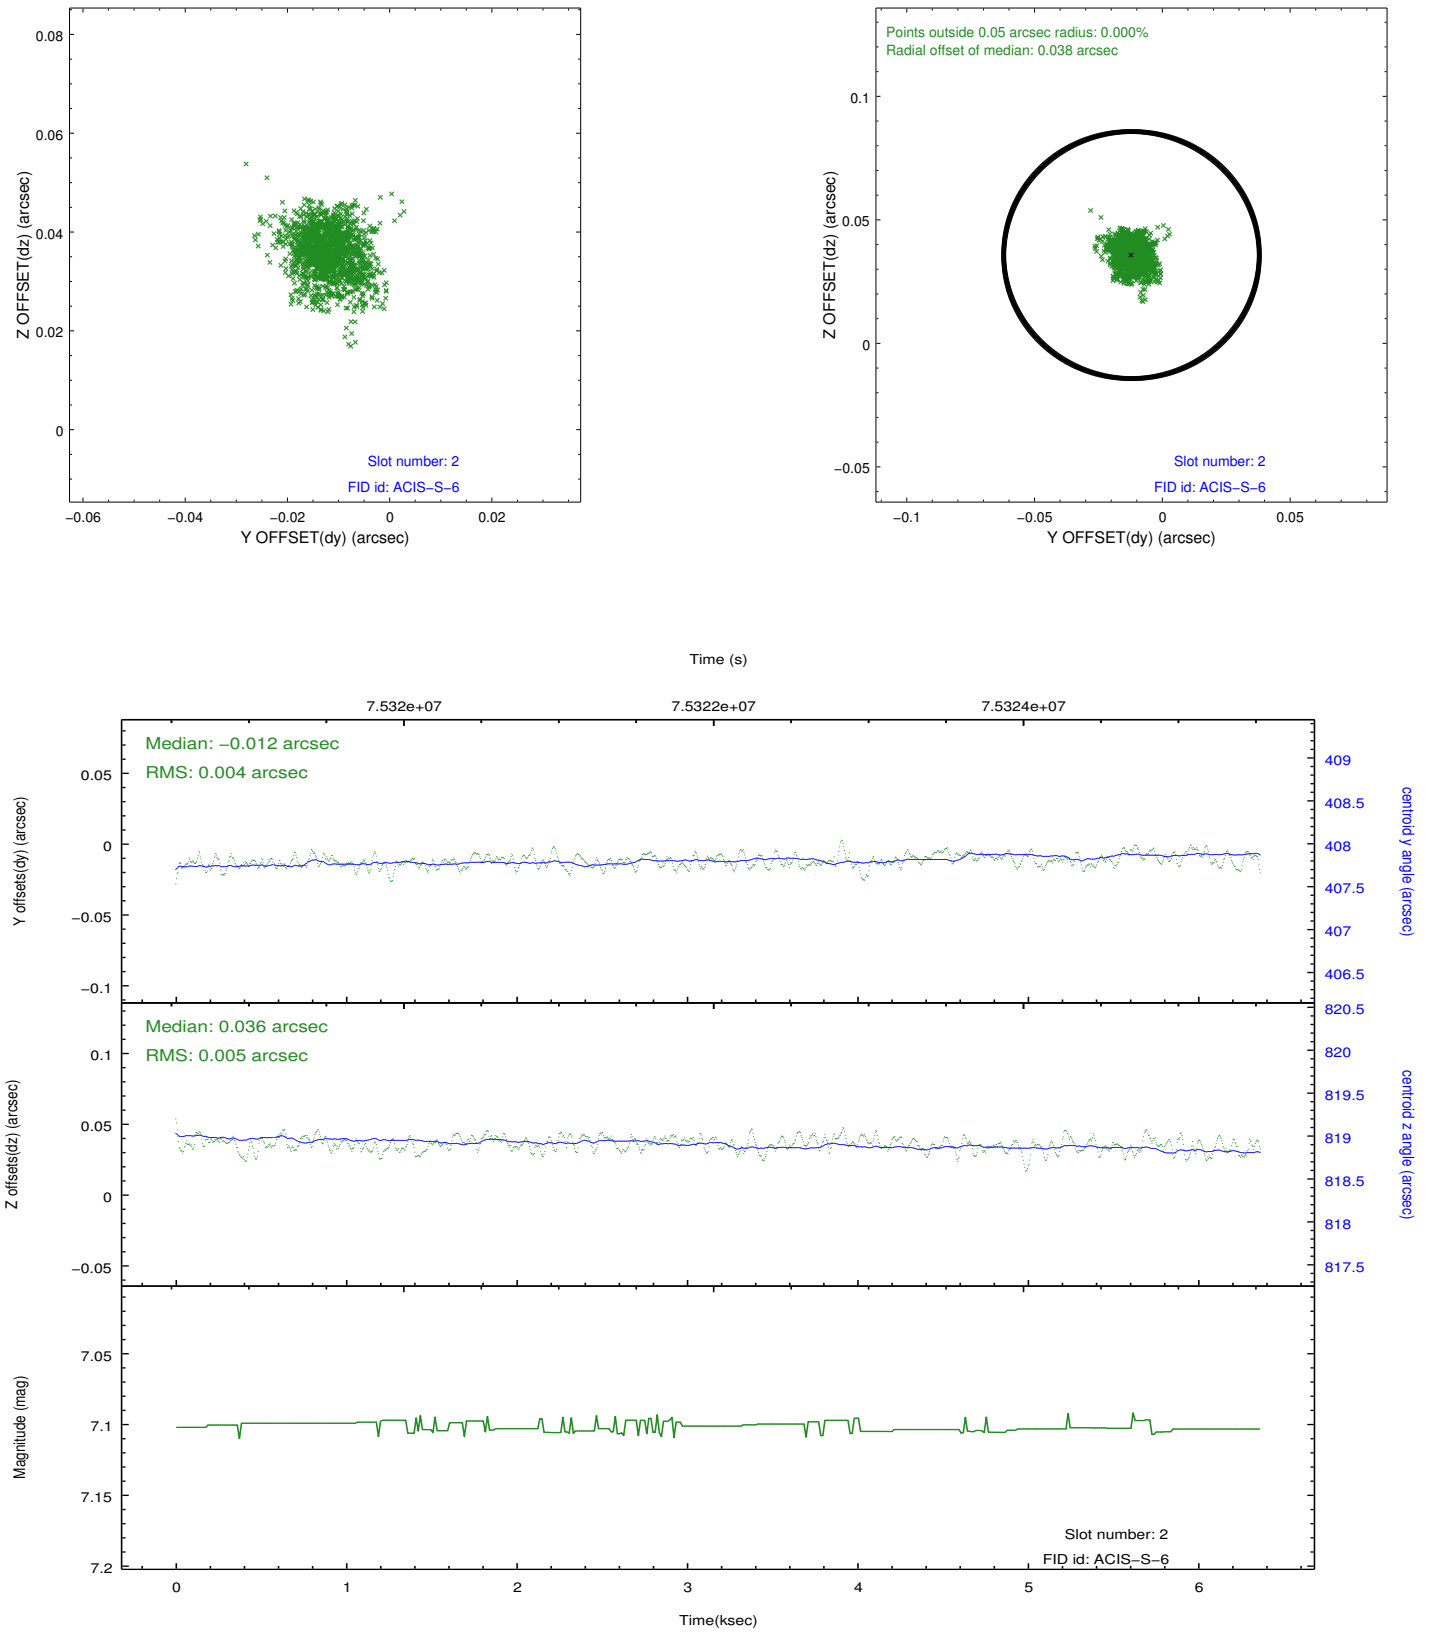 0.08
0.06
0.04
0.02
0
Z OFFSET(dz) (arcsec)
Slot number: 2
FID id: ACIS−S−6
−0.06
−0.04
−0.02
0
0.02
Y OFFSET(dy) (arcsec)
Points outside 0.05 arcsec radius: 0.000%
Radial offset of median: 0.038 arcsec
0.1
0.05
0
−0.05
Z OFFSET(dz) (arcsec)
Slot number: 2
FID id: ACIS−S−6
−0.1
−0.05
0
0.05
Y OFFSET(dy) (arcsec)
Time (s)
7.532e+07
7.5322e+07
7.5324e+07
Median: −0.012 arcsec
RMS: 0.004 arcsec
0.05
0
−0.05
−0.1
Y offsets(dy) (arcsec)
409
408.5
408
407.5
407
406.5
centroid y angle (arcsec)
Median: 0.036 arcsec
RMS: 0.005 arcsec
0.1
0.05
0
−0.05
Z offsets(dz) (arcsec)
820.5
820
819.5
819
818.5
818
817.5
centroid z angle (arcsec)
7.05
7.1
7.15
7.2
Magnitude (mag)
Slot number: 2
FID id: ACIS−S−6
0
1
2
3
4
5
6
Time(ksec)